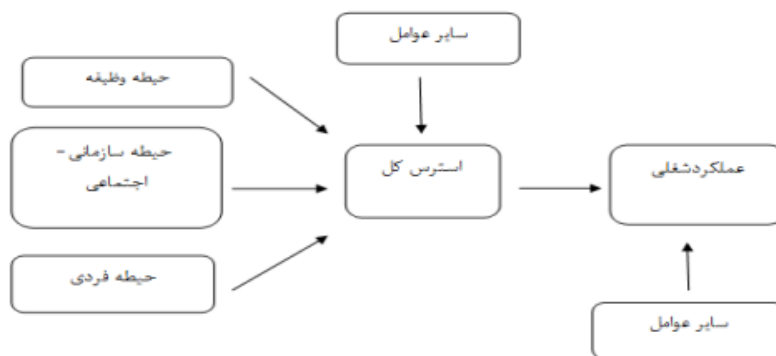 سایر عوامل
حیطه وظیفه
حیطه سازمانی-
اجتماعی
استرس کل
عملکردشغلی
حیطه فردی
سایر عوامل